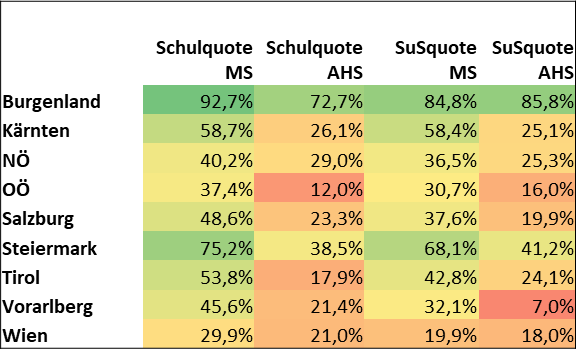 Schulquote Schulquote SuSquote SuSquote
MS AHS MS AHS
Burgenland 92,7% 72,7% 84,8% 85,8%
Kärnten 58,7% 26,1% 58,4% 25,1%
NÖ 40,2% 29,0% 36,5% 25,3%
OÖ 37,4% 12,0% 30,7% 16,0%
Salzburg 48,6% 23,3% 37,6% 19,9%
Steiermark 75,2% 38,5% 68,1% 41,2%
Tirol 53,8% 17,9% 42,8% 24,1%
Vorarlberg 45,6% 21,4% 32,1% 7,0%
Wien 29,9% 21,0% 19,9% 18,0%